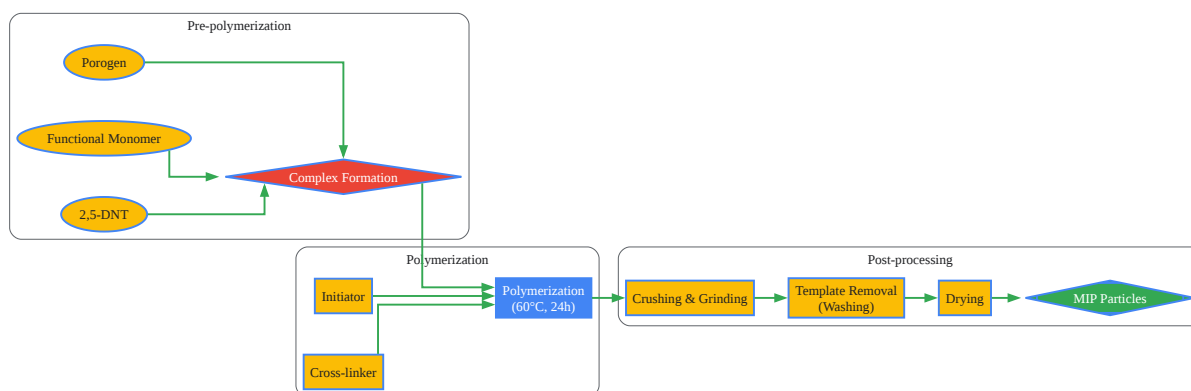 Pre-polymerization
Porogen
Functional Monomer
Complex Formation
2,5-DNT
Polymerization
Initiator
Polymerization
(60°C, 24h)
Cross-linker
Post-processing
Crushing & Grinding
Template Removal
(Washing)
Drying
MIP Particles